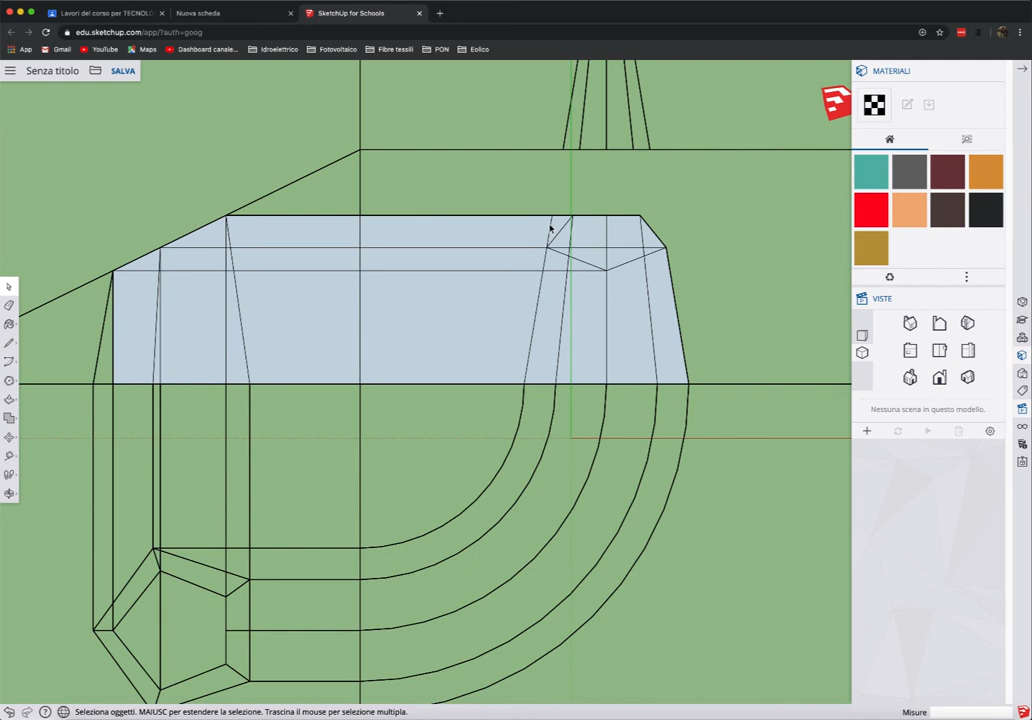 Lavori del corso per TECNOLO
Nuova scheda
SketchUp for Schools
edu.sketchup.com/app/?auth=goog
App
Gmail
YouTube
Maps
Dashboard canale...
Idroelettrico
Fotovoltaico
Fibre tessili
PON
Eolico
Senza titolo
SALVA
MATERIALI
VISTE
Nessuna scena in questo modello.
Seleziona oggetti. MAIUSC per estendere la selezione. Trascina il mouse per selezione multipla.
Misure